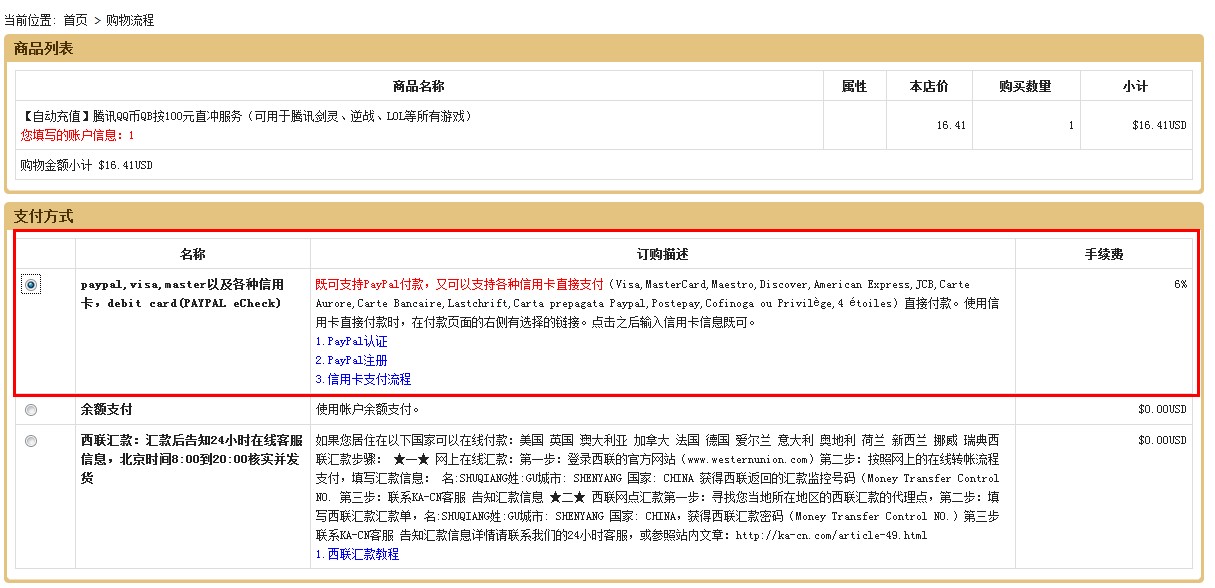 当前位置: 首页 > 购物流程
商品列表
商品名称 属性 本店价 购买数量 小计
【自动充值】腾讯QQ币QB按100元直冲服务（可用于腾讯剑灵、逆战、LOL等所有游戏）
您填写的账户信息: 1
16.41 1 $16.41USD
购物金额小计 $16.41USD
支付方式
名称 订购描述 手续费
paypal,visa,master以及各种信用
卡，debit card(PAYPAL eCheck)
既可支持PayPal付款，又可以支持各种信用卡直接支付（Visa,MasterCard,Maestro,Discover,American Express,JCB,Carte
Aurore,Carte Bancaire,Lastchrift,Carta prepagata Paypal,Postepay,Cofinoga ou Privilège,4 étoiles）直接付款。使用信
用卡直接付款时，在付款页面的右侧有选择的链接。点击之后输入信用卡信息既可。
1.PayPal认证
2.PayPal注册
3.信用卡支付流程
6%
余额支付 使用帐户余额支付。 $0.00USD
西联汇款: 汇款后告知24小时在线客服
信息，北京时间8:00到20:00核实并发
货
如果您居住在以下国家可以在线付款: 美国 英国 澳大利亚 加拿大 法国 德国 爱尔兰 意大利 奥地利 荷兰 新西兰 挪威 瑞典西
联汇款步骤: ★一★ 网上在线汇款: 第一步: 登录西联的官方网站（www.westernunion.com）第二步: 按照网上的在线转帐流程
支付，填写汇款信息: 名:SHUQIANG姓:GU城市: SHENYANG 国家: CHINA 获得西联返回的汇款监控号码（Money Transfer Control
NO. 第三步: 联系KA-CN客服 告知汇款信息 ★二★ 西联网点汇款第一步: 寻找您当地所在地区的西联汇款的代理点，第二步: 填
写西联汇款汇款单，名:SHUQIANG姓:GU城市: SHENYANG 国家: CHINA，获得西联汇款密码（Money Transfer Control NO.）第三步
联系KA-CN客服 告知汇款信息详情请联系我们的24小时客服，或参照站内文章: http://ka-cn.com/article-49.html
1.西联汇款教程
$0.00USD